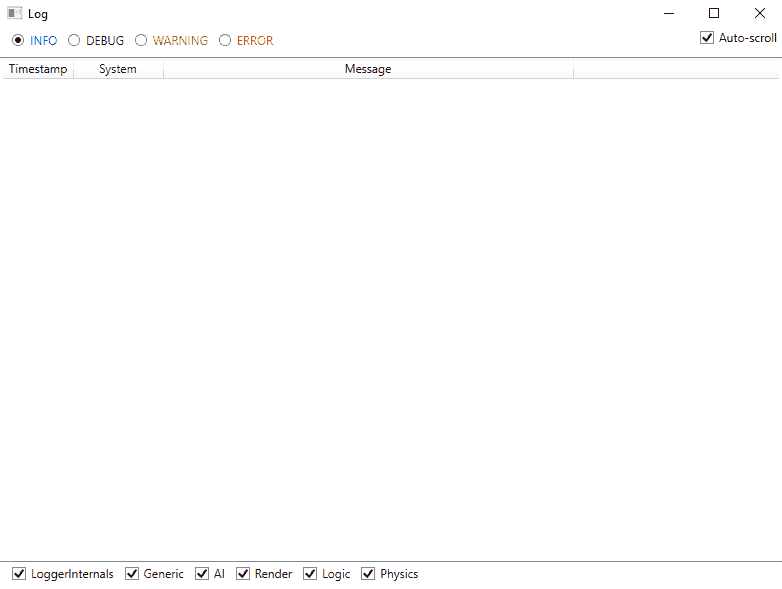 Log
INFO DEBUG WARNING ERROR Auto-scroll
Timestamp System Message
LoggerInternals Generic AI Render Logic Physics